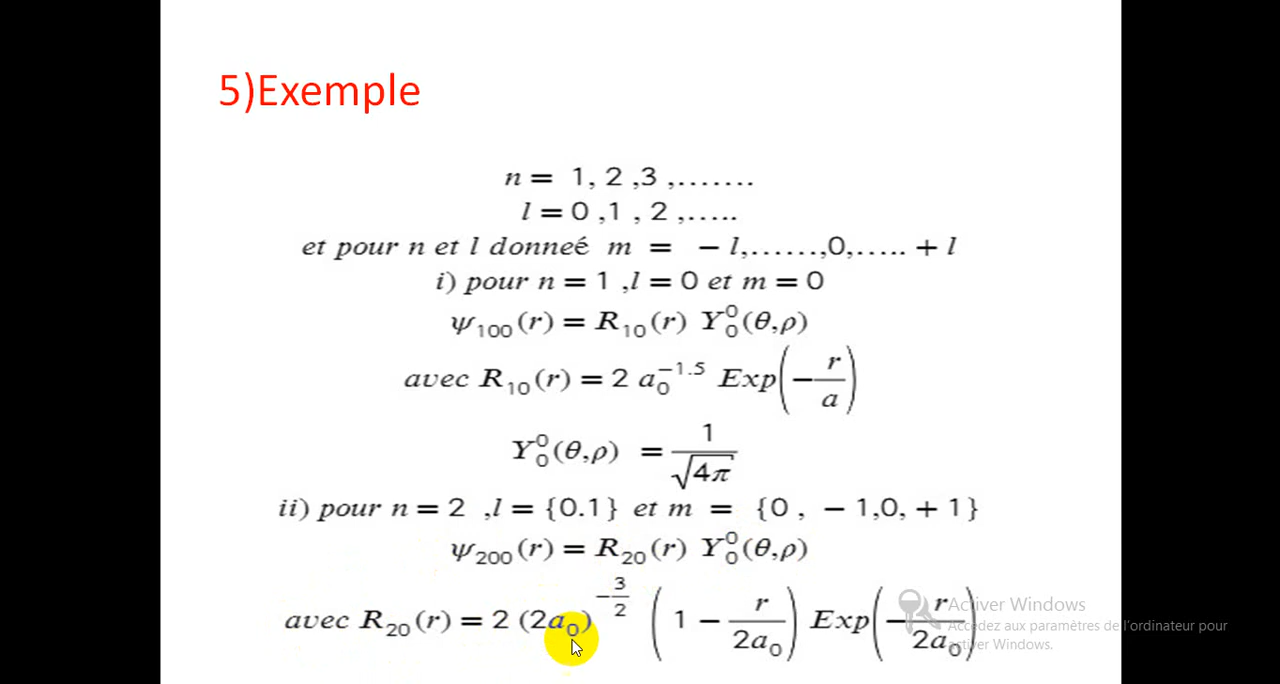 5)Exemple
n = 1, 2 ,3 ,.......
l = 0 ,1 , 2 ,.....
et pour n et l donneé m = − l,......,0,..... + l
i) pour n = 1 ,l = 0 et m = 0
ψ₁₀₀(r) = R₁₀(r) Y₀⁰(θ,ρ)
avec R₁₀(r) = 2 a₀^−1.5 Exp(−r/a)
Y₀⁰(θ,ρ) = 1/√4π
ii) pour n = 2 ,l = {0.1} et m = {0 , − 1,0, + 1}
ψ₂₀₀(r) = R₂₀(r) Y₀⁰(θ,ρ)
avec R₂₀(r) = 2 (2a₀)^−3/2 (1 − r/2a₀) Exp(−r/2a₀)
Activer Windows
Accédez aux paramètres de l'ordinateur pour
activer Windows.